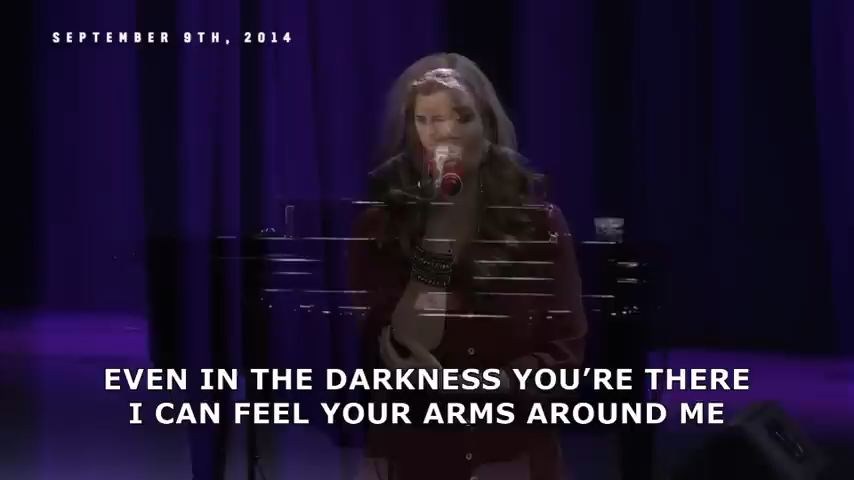 SEPTEMBER 9TH, 2014
EVEN IN THE DARKNESS YOU’RE THERE
I CAN FEEL YOUR ARMS AROUND ME